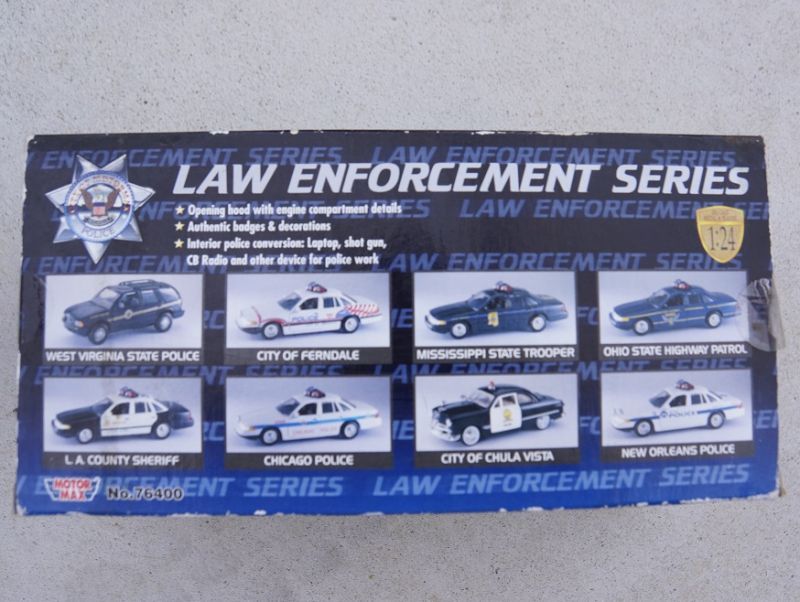 LAW ENFORCEMENT SERIES
★ Opening hood with engine compartment details
★ Authentic badges & decorations
★ Interior police conversion: Laptop, shot gun,
CB Radio and other device for police work
POLICE
1:24
WEST VIRGINIA STATE POLICE
CITY OF FERNDALE
MISSISSIPPI STATE TROOPER
OHIO STATE HIGHWAY PATROL
L.A. COUNTY SHERIFF
CHICAGO POLICE
CITY OF CHULA VISTA
NEW ORLEANS POLICE
MOTOR
MAX
No.76400
LAW ENFORCEMENT SERIES